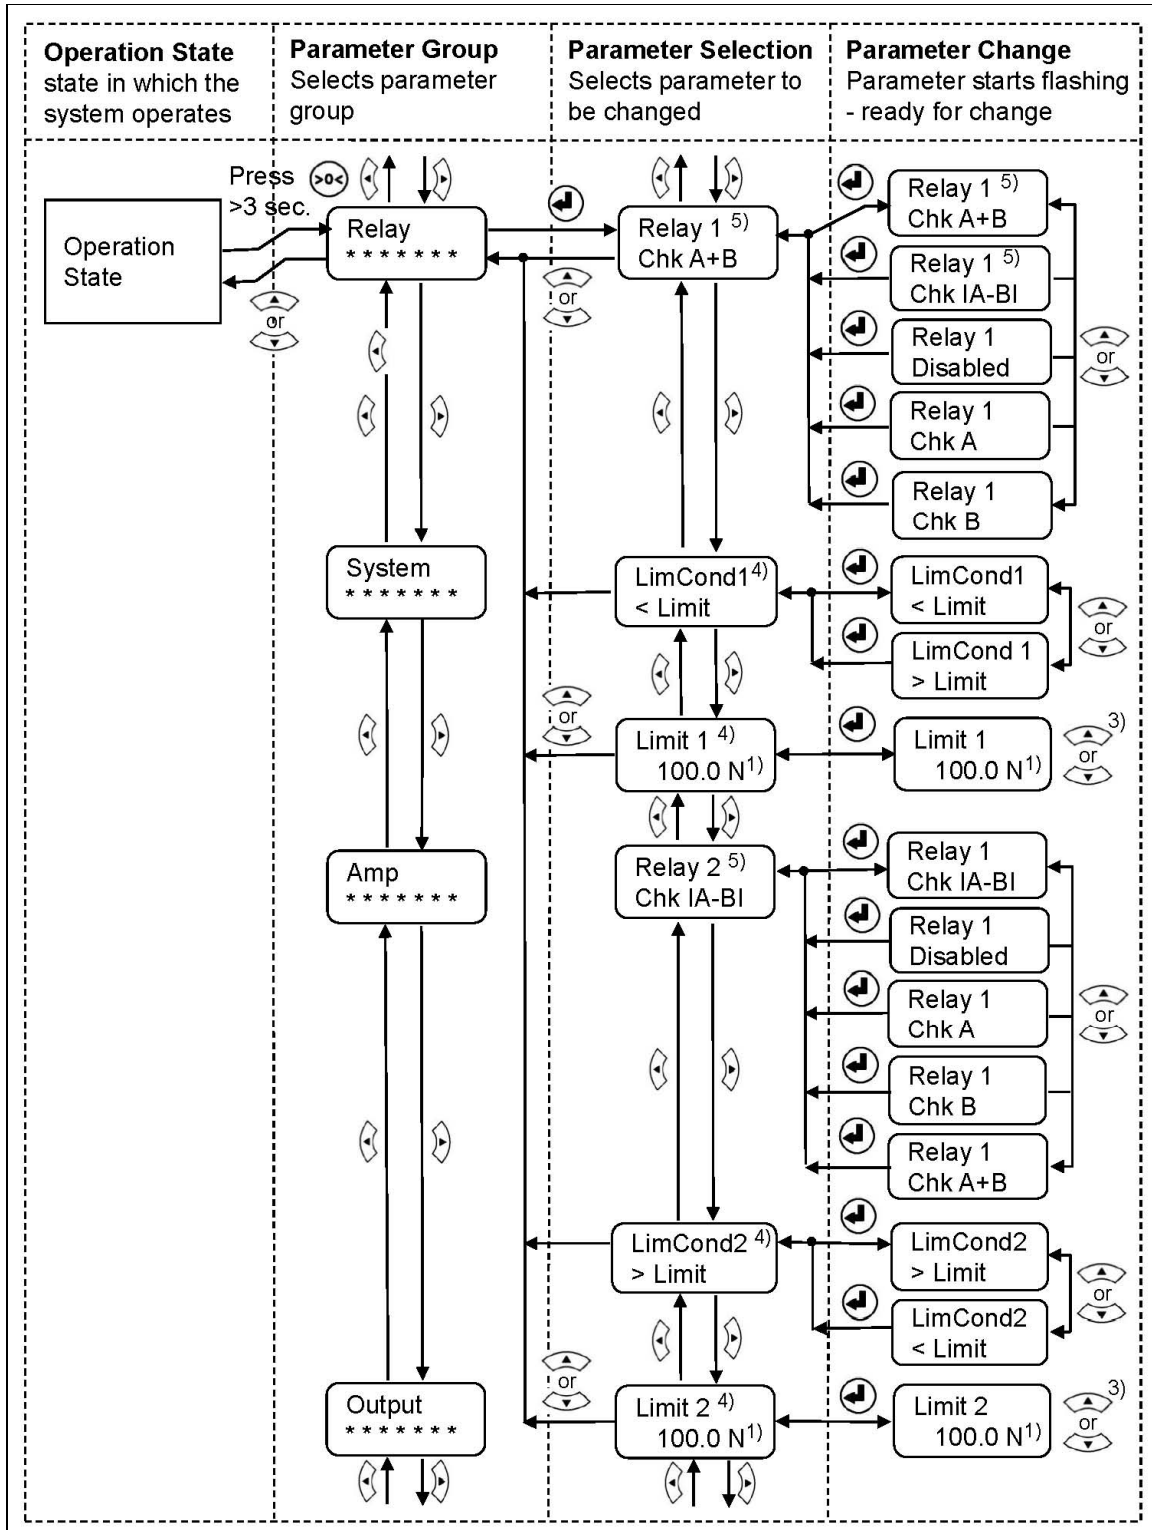 Operation State
state in which the
system operates
Parameter Group
Selects parameter
group
Parameter Selection
Selects parameter to
be changed
Parameter Change
Parameter starts flashing
- ready for change
Press >0<
>3 sec.
Operation
State
or
Relay
* * * * * * *
System
* * * * * * *
Amp
* * * * * * *
Output
* * * * * * *
or
Relay 1 5)
Chk A+B
LimCond1 4)
< Limit
or
Limit 1 4)
100.0 N1)
Relay 2 5)
Chk IA-BI
LimCond2 4)
> Limit
or
Limit 2 4)
100.0 N1)
Relay 1 5)
Chk A+B
Relay 1 5)
Chk IA-BI
Relay 1
Disabled
or
Relay 1
Chk A
Relay 1
Chk B
LimCond1
< Limit
or
LimCond 1
> Limit
Limit 1
100.0 N1)
3)
or
Relay 1
Chk IA-BI
Relay 1
Disabled
Relay 1
Chk A
or
Relay 1
Chk B
Relay 1
Chk A+B
LimCond2
> Limit
or
LimCond2
< Limit
Limit 2
100.0 N1)
3)
or